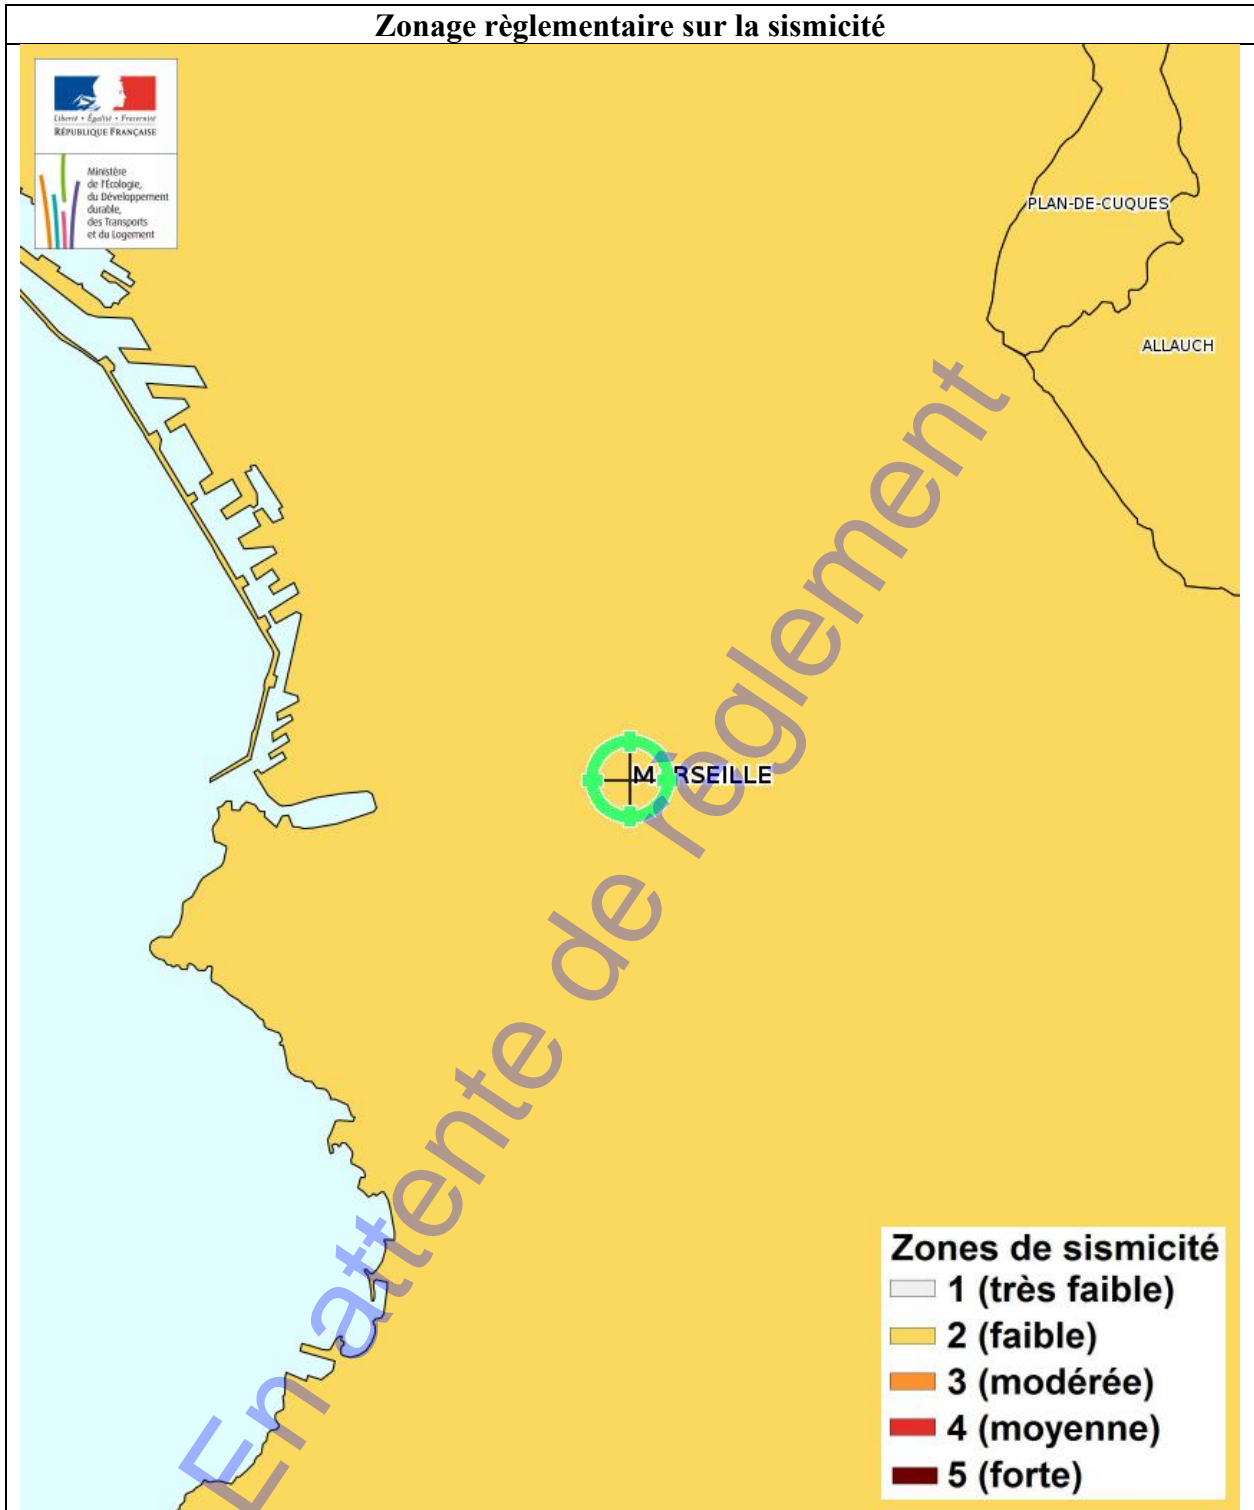 Zonage règlementaire sur la sismicité
Liberté • Égalité • Fraternité
RÉPUBLIQUE FRANÇAISE
Ministère
de l'Écologie,
du Développement
durable,
des Transports
et du Logement
PLAN-DE-CUQUES
ALLAUCH
MARSEILLE
En attente de règlement
Zones de sismicité
1 (très faible)
2 (faible)
3 (modérée)
4 (moyenne)
5 (forte)